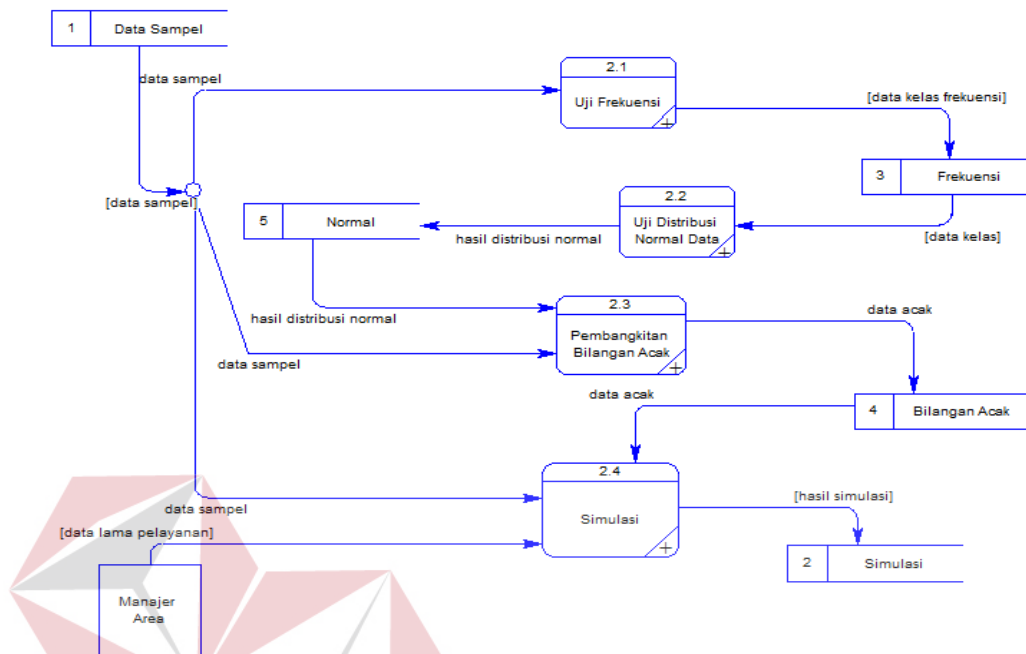 1 Data Sampel
data sampel
data sampel
2.1
Uji Frekuensi
[data kelas frekuensi]
3 Frekuensi
[data sampel]
2.2
Uji Distribusi
Normal Data
5 Normal
hasil distribusi normal
[data kelas]
2.3
Pembangkitan
Bilangan Acak
hasil distribusi normal
data sampel
data acak
4 Bilangan Acak
data acak
2.4
Simulasi
data sampel
[data lama pelayanan]
[hasil simulasi]
2 Simulasi
Manajer
Area